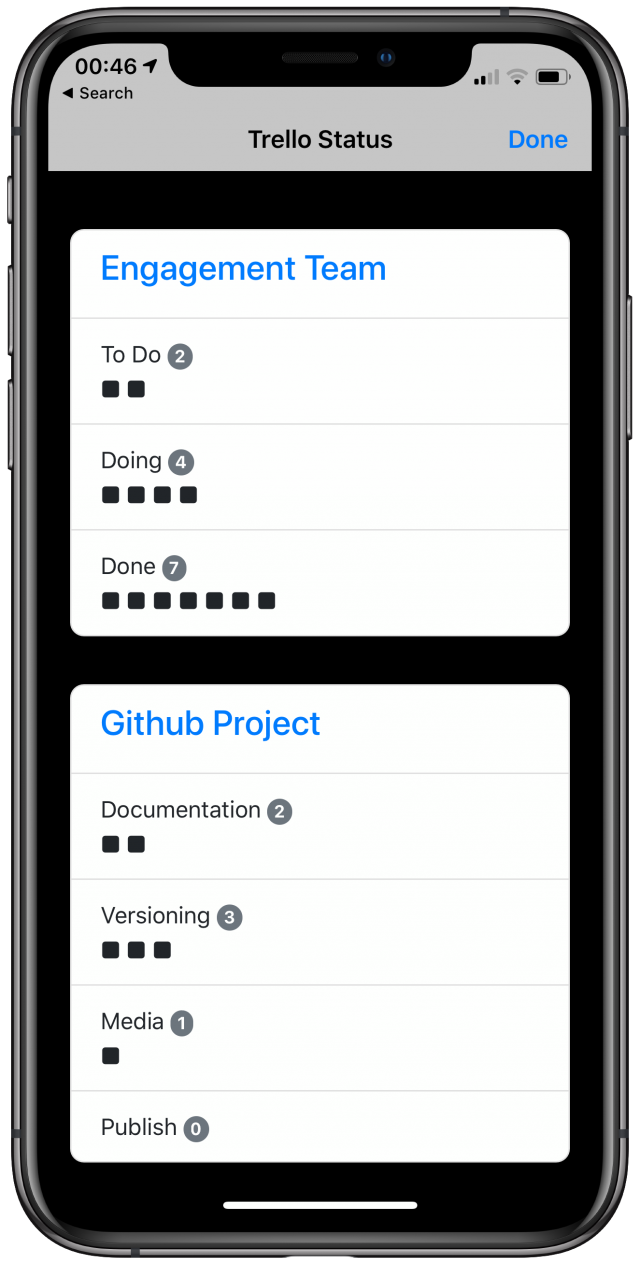 00:46
◀ Search
Trello Status
Done
Engagement Team
To Do 2
Doing 4
Done 7
Github Project
Documentation 2
Versioning 3
Media 1
Publish 0